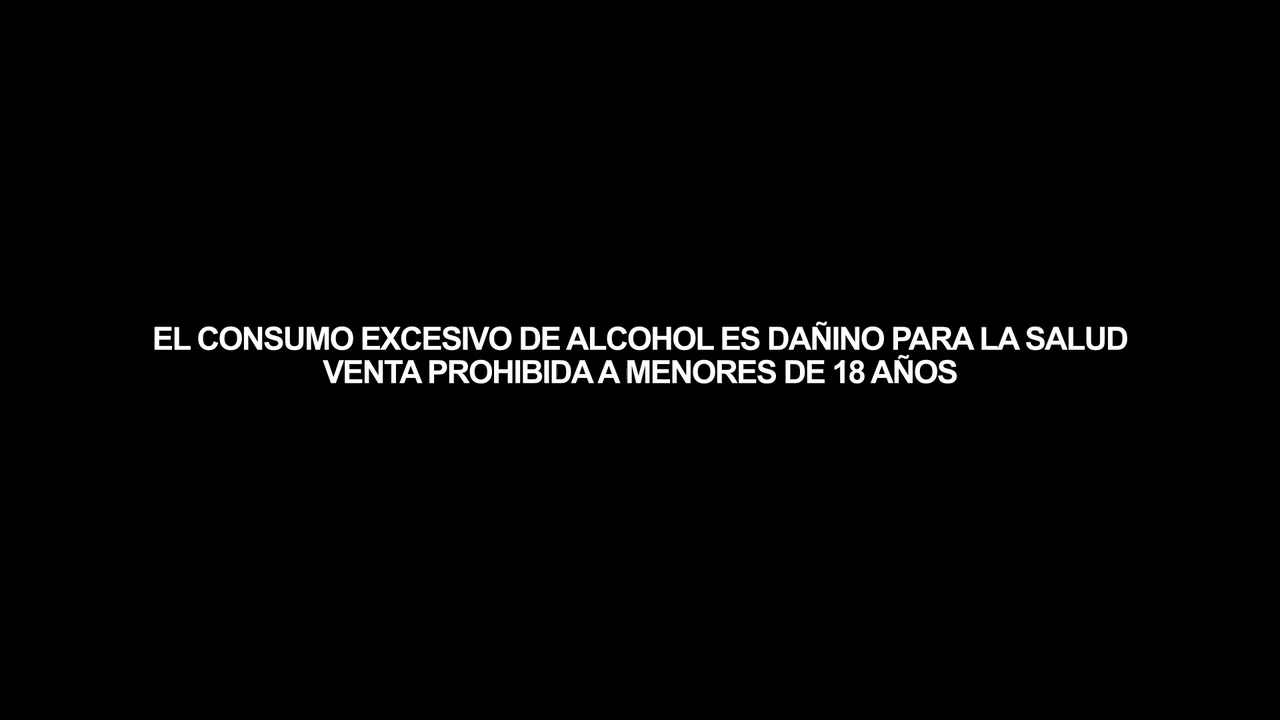 EL CONSUMO EXCESIVO DE ALCOHOL ES DAÑINO PARA LA SALUD
VENTA PROHIBIDA A MENORES DE 18 AÑOS